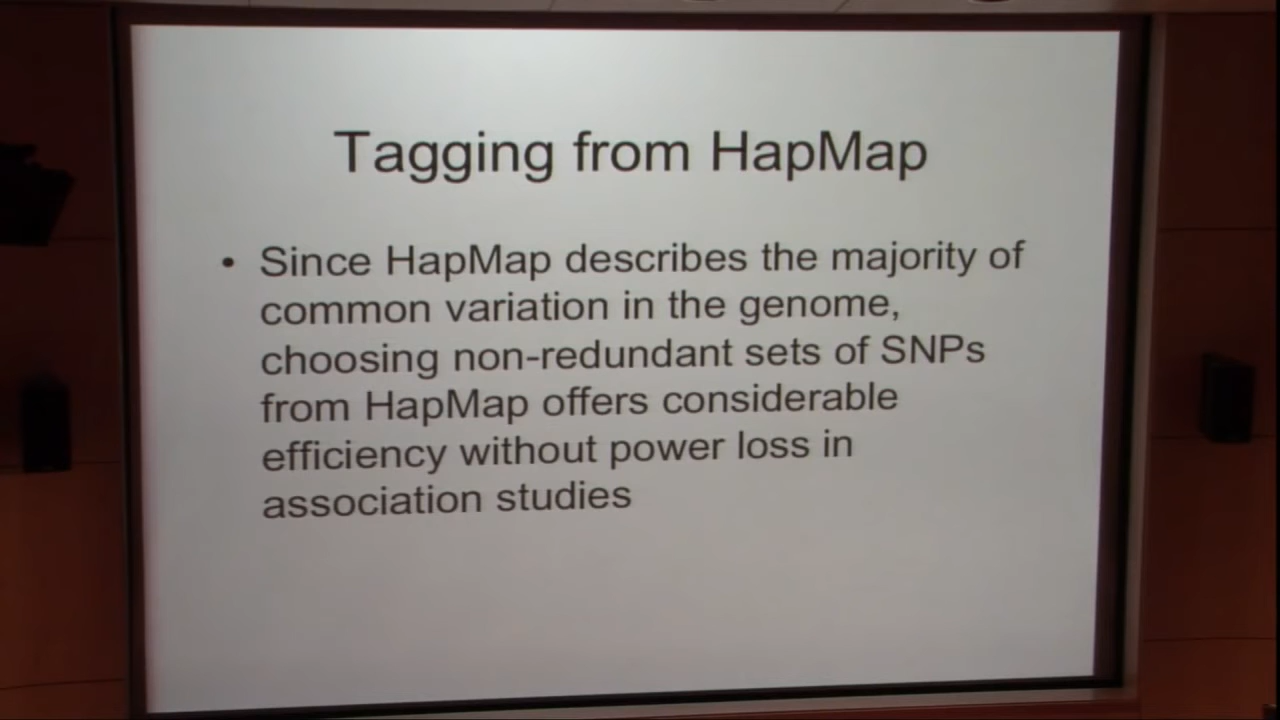 Tagging from HapMap
• Since HapMap describes the majority of
common variation in the genome,
choosing non-redundant sets of SNPs
from HapMap offers considerable
efficiency without power loss in
association studies